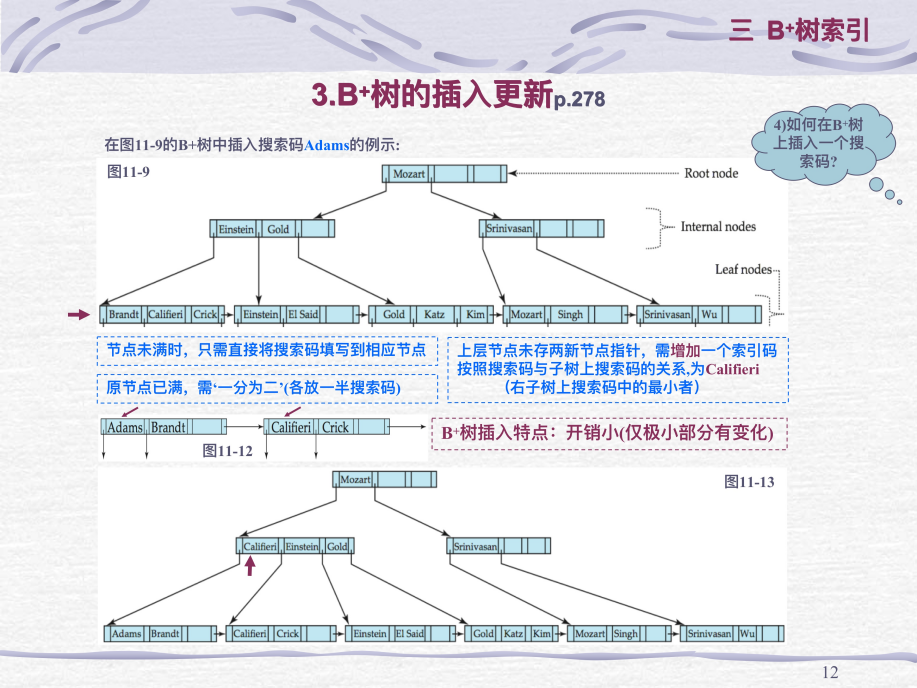 三 B+树索引
3.B+树的插入更新p.278
4)如何在B+树
上插入一个搜
索码?
在图11-9的B+树中插入搜索码Adams的例示:
图11-9
Mozart
Root node
Einstein Gold
Srinivasan
Internal nodes
Leaf nodes
Brandt Califieri Crick Einstein El Said Gold Katz Kim Mozart Singh Srinivasan Wu
节点未满时，只需直接将搜索码填写到相应节点
原节点已满，需‘一分为二’(各放一半搜索码)
上层节点未存两新节点指针，需增加一个索引码
按照搜索码与子树上搜索码的关系,为Califieri
（右子树上搜索码中的最小者）
Adams Brandt Califieri Crick
图11-12
B+树插入特点：开销小(仅极小部分有变化)
图11-13
Mozart
Califieri Einstein Gold
Srinivasan
Adams Brandt Califieri Crick Einstein El Said Gold Katz Kim Mozart Singh Srinivasan Wu
12